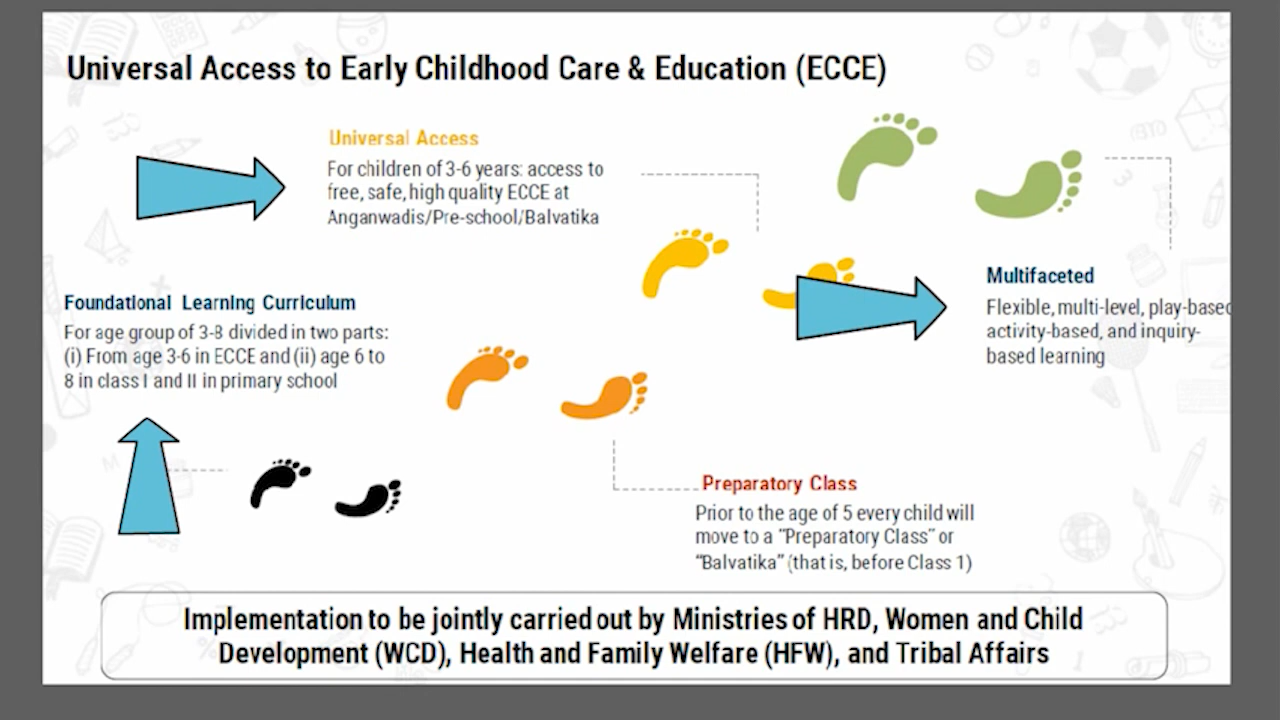 Universal Access to Early Childhood Care & Education (ECCE)
Universal Access
For children of 3-6 years: access to
free, safe, high quality ECCE at
Anganwadis/Pre-school/Balvatika
Multifaceted
Flexible, multi-level, play-based
activity-based, and inquiry-
based learning
Foundational Learning Curriculum
For age group of 3-8 divided in two parts:
(i) From age 3-6 in ECCE and (ii) age 6 to
8 in class I and II in primary school
Preparatory Class
Prior to the age of 5 every child will
move to a “Preparatory Class” or
“Balvatika” (that is, before Class 1)
Implementation to be jointly carried out by Ministries of HRD, Women and Child
Development (WCD), Health and Family Welfare (HFW), and Tribal Affairs